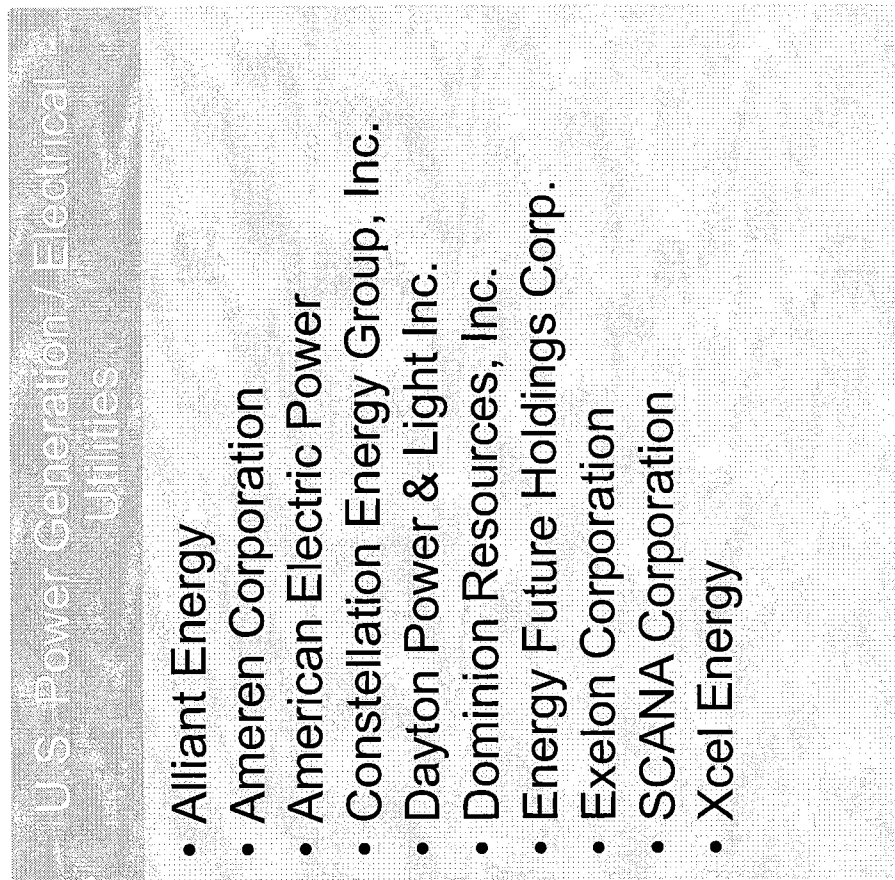 U.S. Power Generation / Electrical
Utilities
• Alliant Energy
• Ameren Corporation
• American Electric Power
• Constellation Energy Group, Inc.
• Dayton Power & Light Inc.
• Dominion Resources, Inc.
• Energy Future Holdings Corp.
• Exelon Corporation
• SCANA Corporation
• Xcel Energy